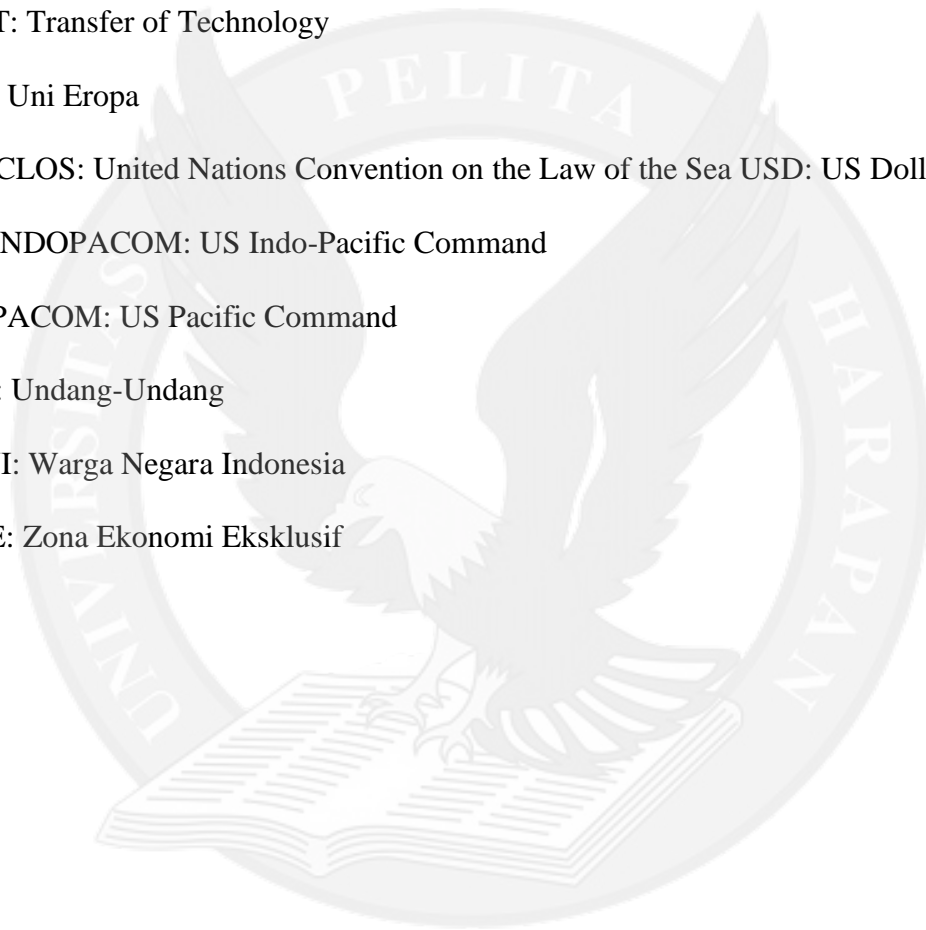 T: Transfer of Technology
Uni Eropa
CLOS: United Nations Convention on the Law of the Sea USD: US Doll
NDOPACOM: US Indo-Pacific Command
PACOM: US Pacific Command
: Undang-Undang
I: Warga Negara Indonesia
E: Zona Ekonomi Eksklusif
UNIVERSITAS PELITA HARAPAN